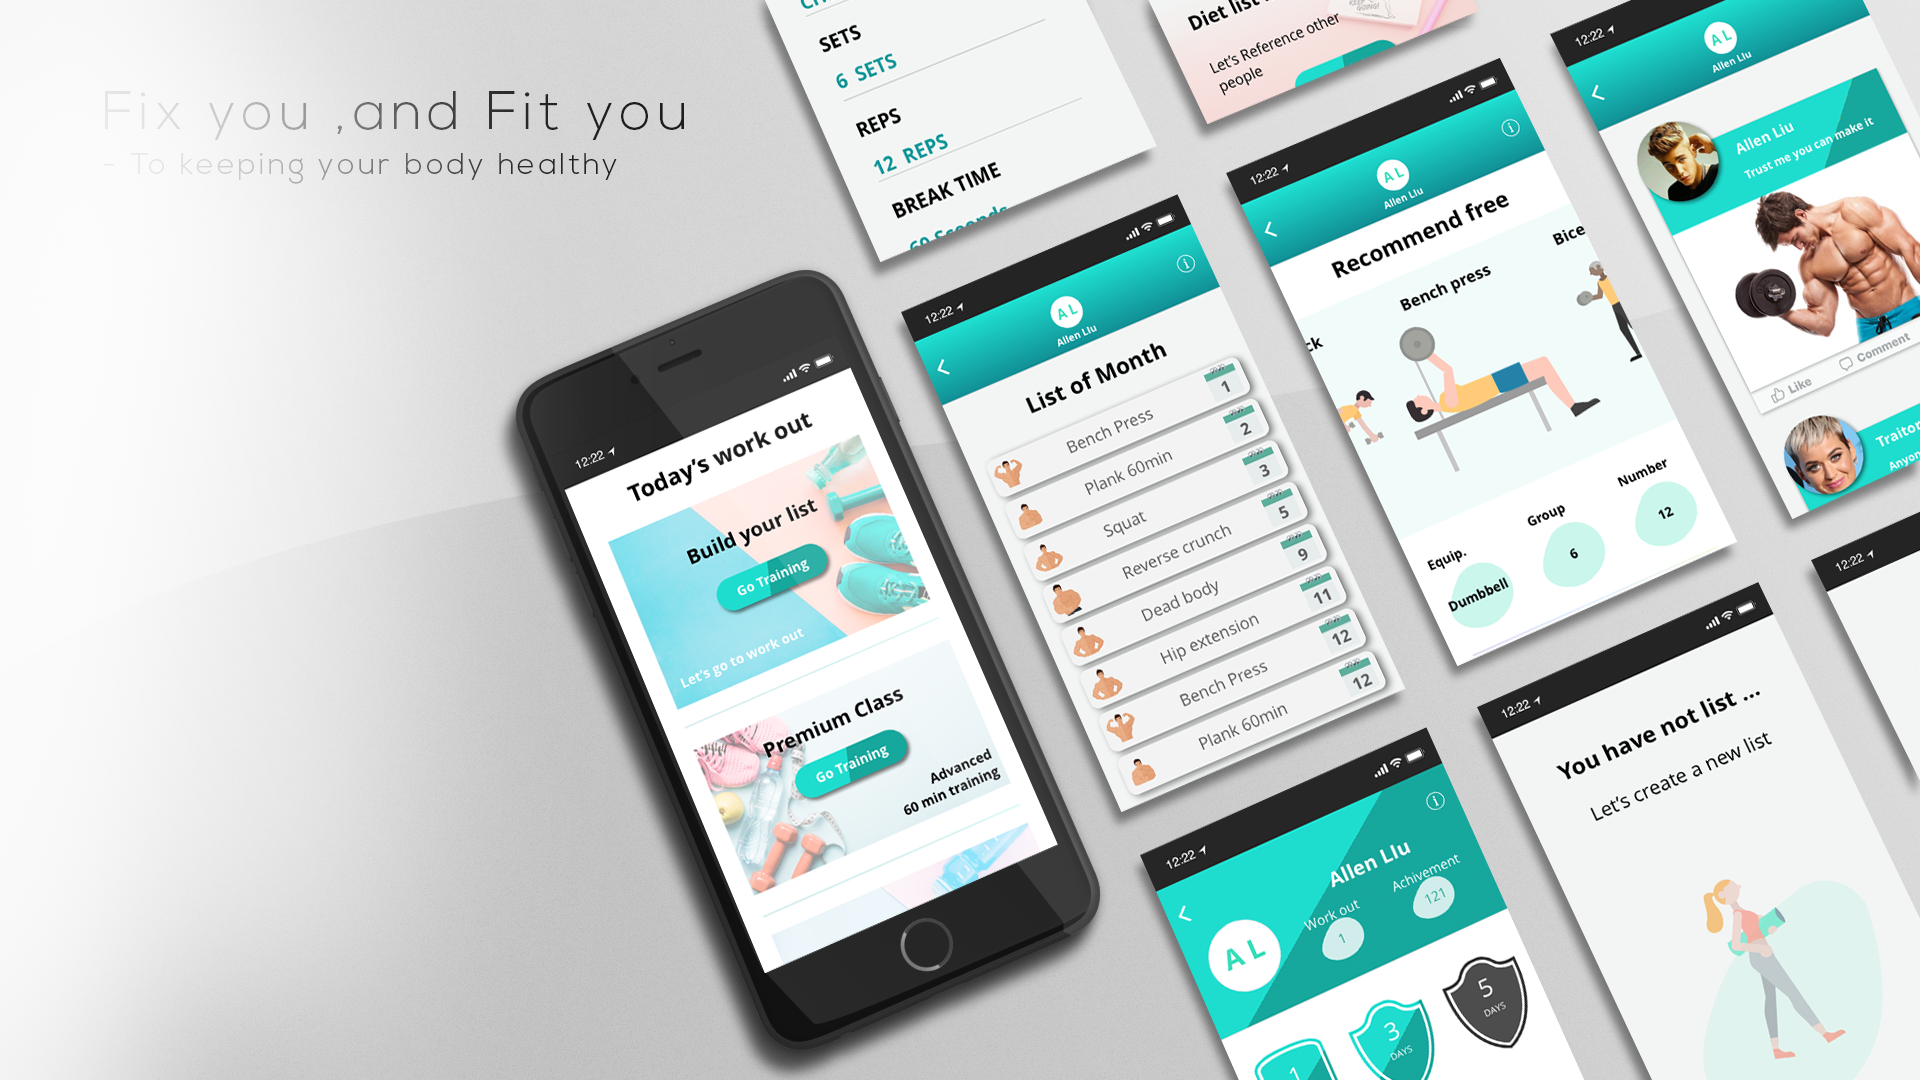 Fix you ,and Fit you
- To keeping your body healthy
SETS
6 SETS
REPS
12 REPS
BREAK TIME
60 Seconds
Diet list
KEEP
GOING!
Let's Reference other
people
12:22
Today's work out
Build your list
Go Training
Let's go to work out
Premium Class
Go Training
Advanced
60 min training
12:22
A L
Allen LIu
List of Month
Bench Press
1
Plank 60min
2
Squat
3
Reverse crunch
5
Dead body
9
Hip extension
11
Bench Press
12
Plank 60min
12
12:22
A L
Allen LIu
Recommend free
ck
Bench press
Bice
Equip.
Group
Number
Dumbbell
6
12
12:22
A L
Allen LIu
Allen Liu
Trust me you can make it
Like
Comment
Traitor
Anyon
12:22
Allen LIu
Work out
Achivement
1
121
A L
1
3
DAYS
5
DAYS
12:22
You have not list ...
Let's create a new list
12:22